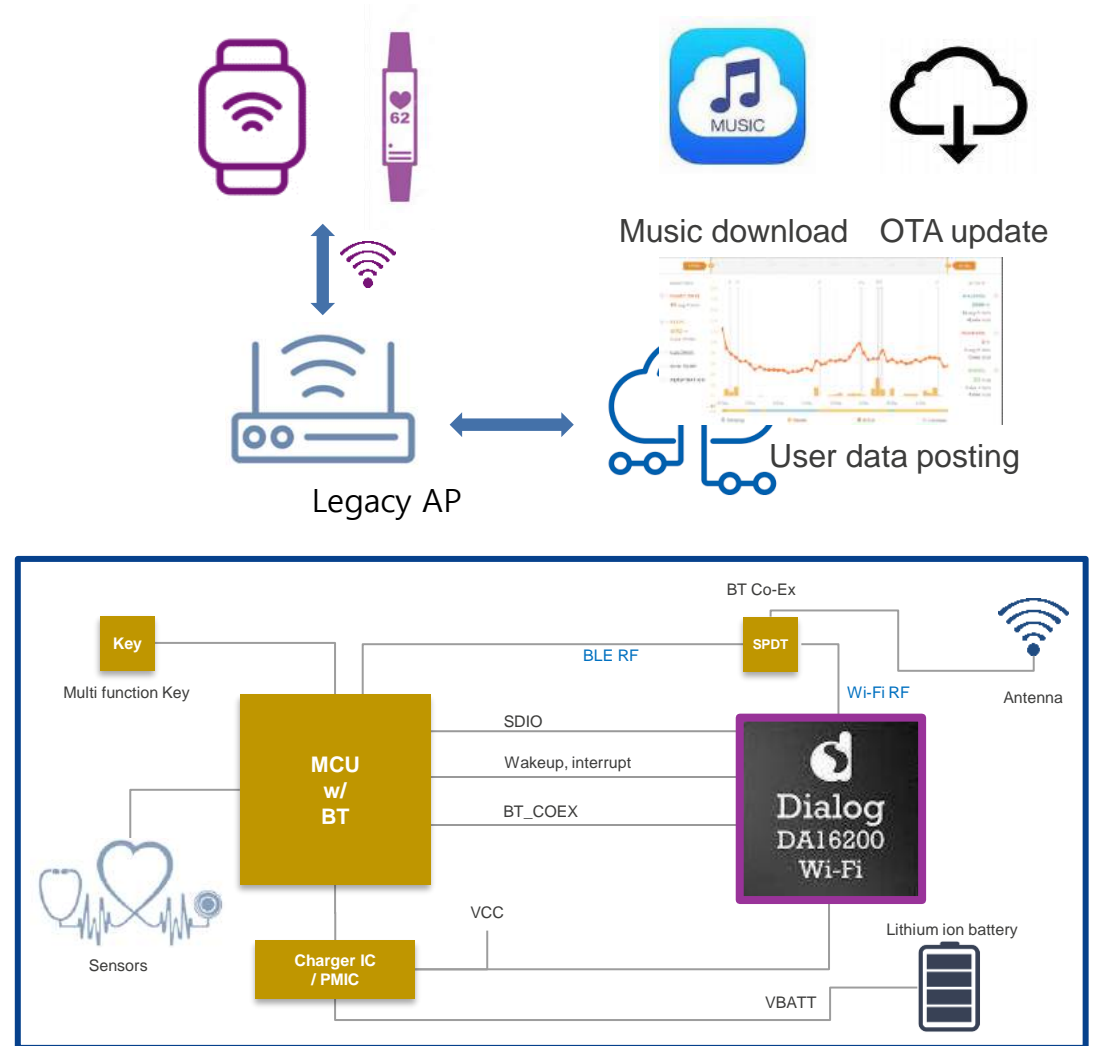 62
MUSIC
Music download
OTA update
User data posting
Legacy AP
BT Co-Ex
Key
SPDT
BLE RF
Multi function Key
Wi-Fi RF
Antenna
SDIO
MCU
w/
BT
Wakeup, interrupt
Dialog
DA16200
Wi-Fi
BT_COEX
VCC
Lithium ion battery
Sensors
Charger IC
/ PMIC
VBATT